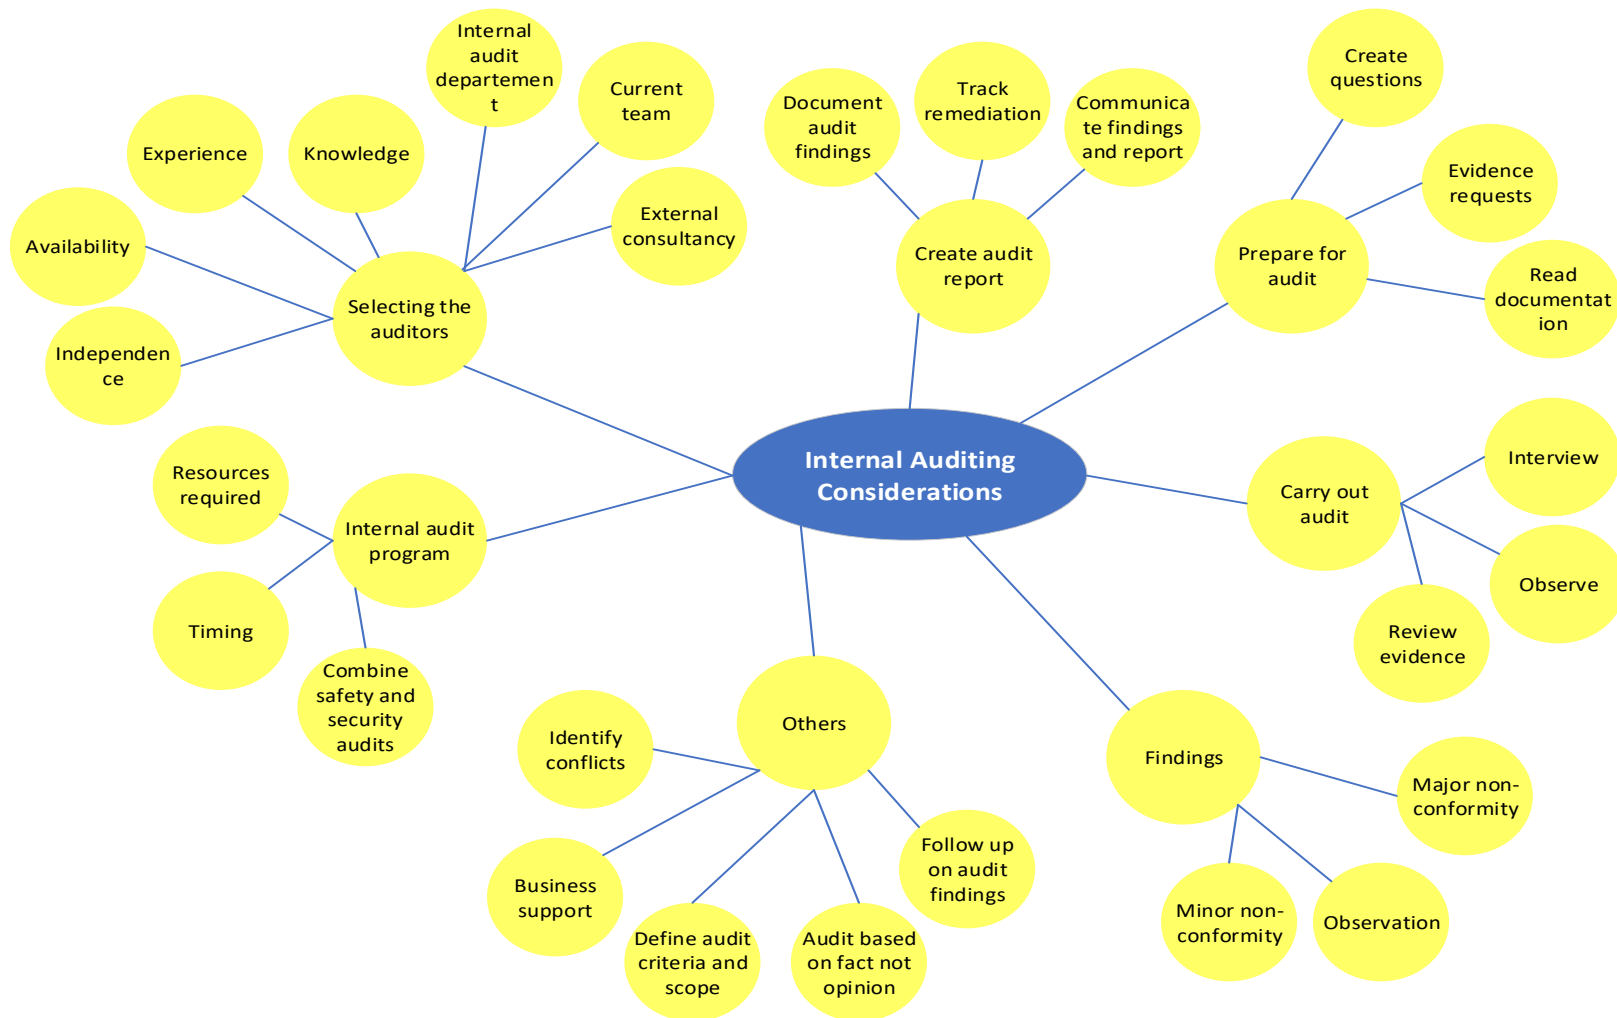 Internal
audit
departemen
t
Current
team
External
consultancy
Knowledge
Experience
Availability
Independen
ce
Selecting the
auditors
Document
audit
findings
Track
remediation
Communica
te findings
and report
Create audit
report
Create
questions
Evidence
requests
Read
documentat
ion
Prepare for
audit
Internal Auditing
Considerations
Resources
required
Timing
Combine
safety and
security
audits
Internal audit
program
Carry out
audit
Interview
Observe
Review
evidence
Others
Identify
conflicts
Business
support
Define audit
criteria and
scope
Audit based
on fact not
opinion
Follow up
on audit
findings
Findings
Major non-
conformity
Minor non-
conformity
Observation